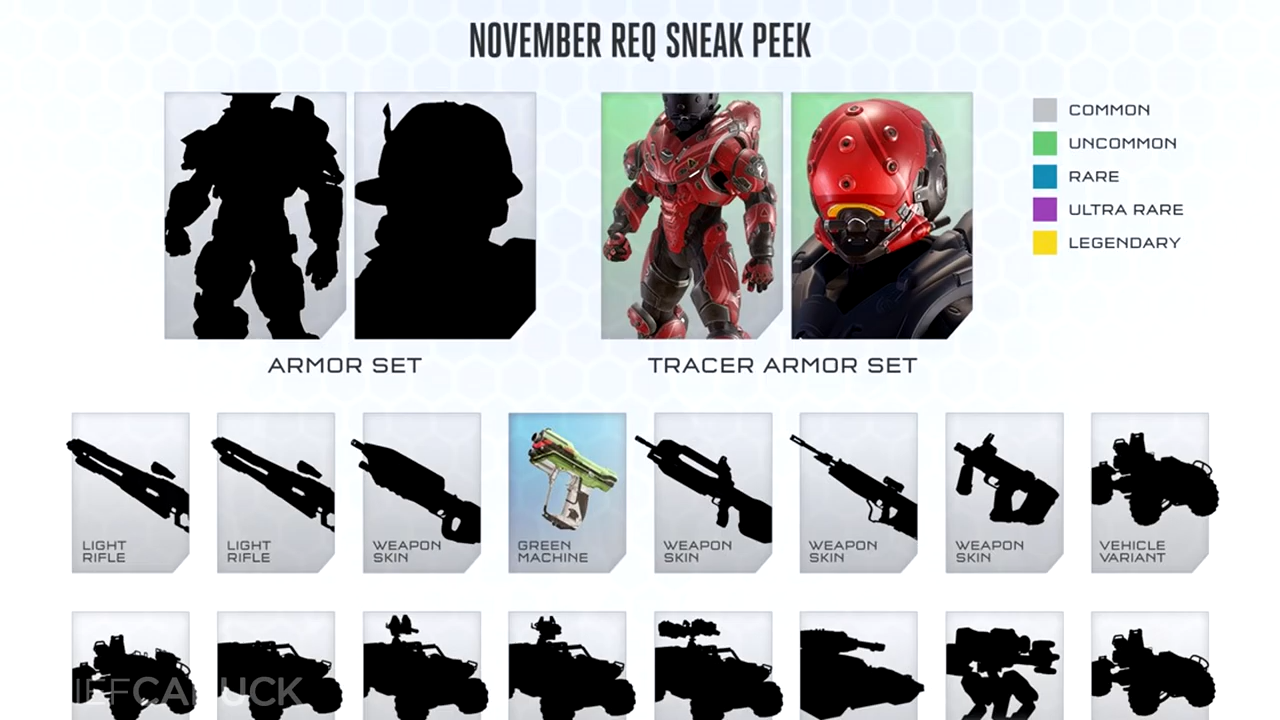 NOVEMBER REQ SNEAK PEEK
COMMON
UNCOMMON
RARE
ULTRA RARE
LEGENDARY
ARMOR SET
TRACER ARMOR SET
LIGHT
RIFLE
LIGHT
RIFLE
WEAPON
SKIN
GREEN
MACHINE
WEAPON
SKIN
WEAPON
SKIN
WEAPON
SKIN
VEHICLE
VARIANT